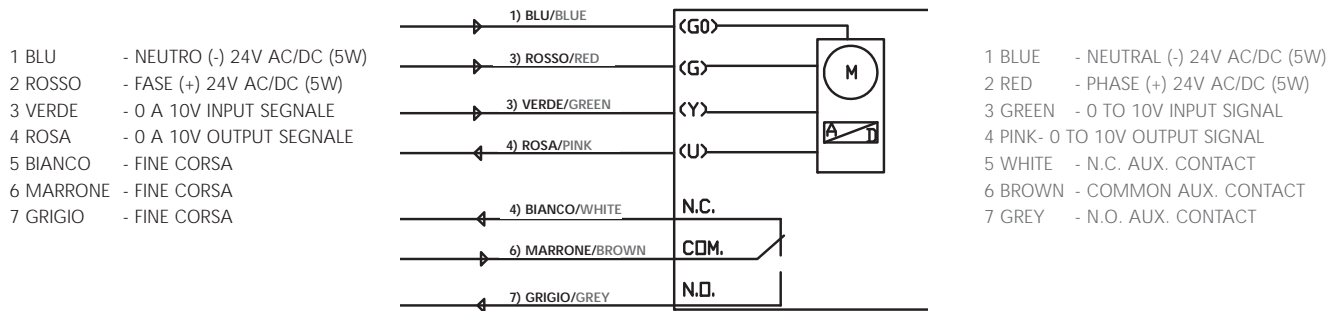 1 BLU - NEUTRO (-) 24V AC/DC (5W)
2 ROSSO - FASE (+) 24V AC/DC (5W)
3 VERDE - 0 A 10V INPUT SEGNALE
4 ROSA - 0 A 10V OUTPUT SEGNALE
5 BIANCO - FINE CORSA
6 MARRONE - FINE CORSA
7 GRIGIO - FINE CORSA
1) BLU/BLUE (G0)
3) ROSSO/RED (G)
3) VERDE/GREEN (Y)
4) ROSA/PINK (U)
M
A D
4) BIANCO/WHITE N.C.
6) MARRONE/BROWN COM.
7) GRIGIO/GREY N.O.
1 BLUE - NEUTRAL (-) 24V AC/DC (5W)
2 RED - PHASE (+) 24V AC/DC (5W)
3 GREEN - 0 TO 10V INPUT SIGNAL
4 PINK- 0 TO 10V OUTPUT SIGNAL
5 WHITE - N.C. AUX. CONTACT
6 BROWN - COMMON AUX. CONTACT
7 GREY - N.O. AUX. CONTACT